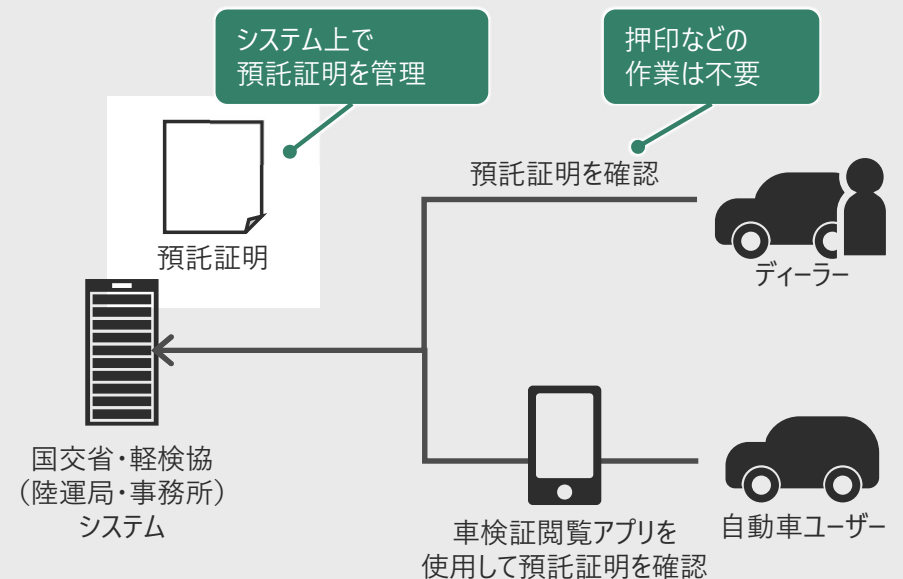 システム上で
預託証明を管理
押印などの
作業は不要
預託証明を確認
預託証明
ディーラー
国交省・軽検協
（陸運局・事務所）
システム
車検証閲覧アプリを
使用して預託証明を確認
自動車ユーザー